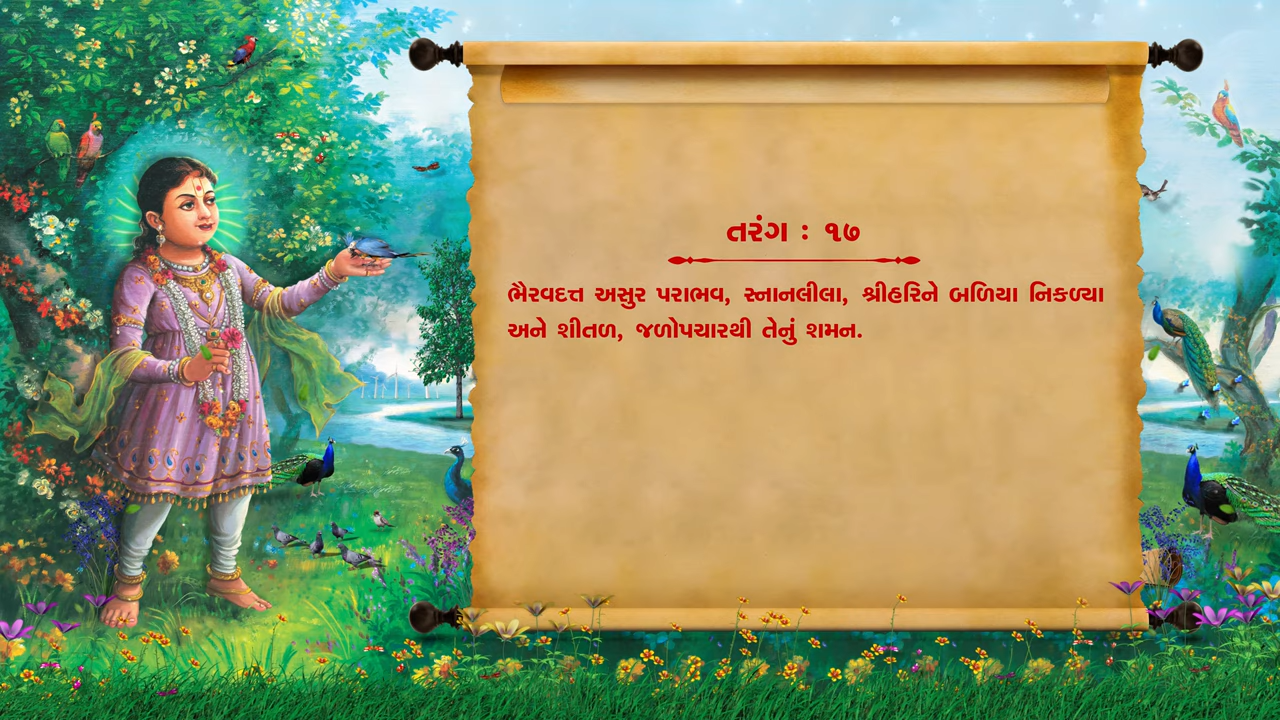 તરંગ : ૧૭
ભૈરવદત્ત અસુર પરાભવ, સ્નાનલીલા, શ્રીહરિને બળિયા નિકળ્યા
અને શીતળ, જળોપચારથી તેનું શમન.